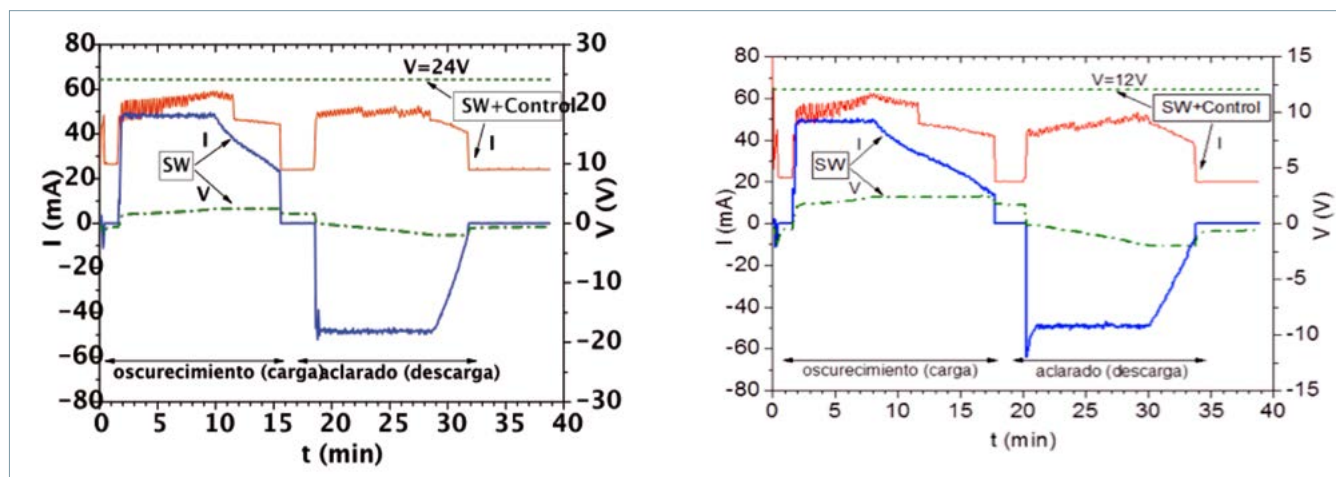 80
60
40
20
0
-20
-40
-60
-80
I (mA)
V=24V
SW+Control
I
I
SW
V
oscurecimiento (carga)
aclarado (descarga)
0 5 10 15 20 25 30 35 40
t (min)
30
20
10
0
-10
-20
-30
V (V)
80
60
40
20
0
-20
-40
-60
-80
I (mA)
V=12V
SW+Control
I
I
SW
V
oscurecimiento (carga)
aclarado (descarga)
0 5 10 15 20 25 30 35 40
t (min)
15
10
5
0
-5
-10
-15
V (V)